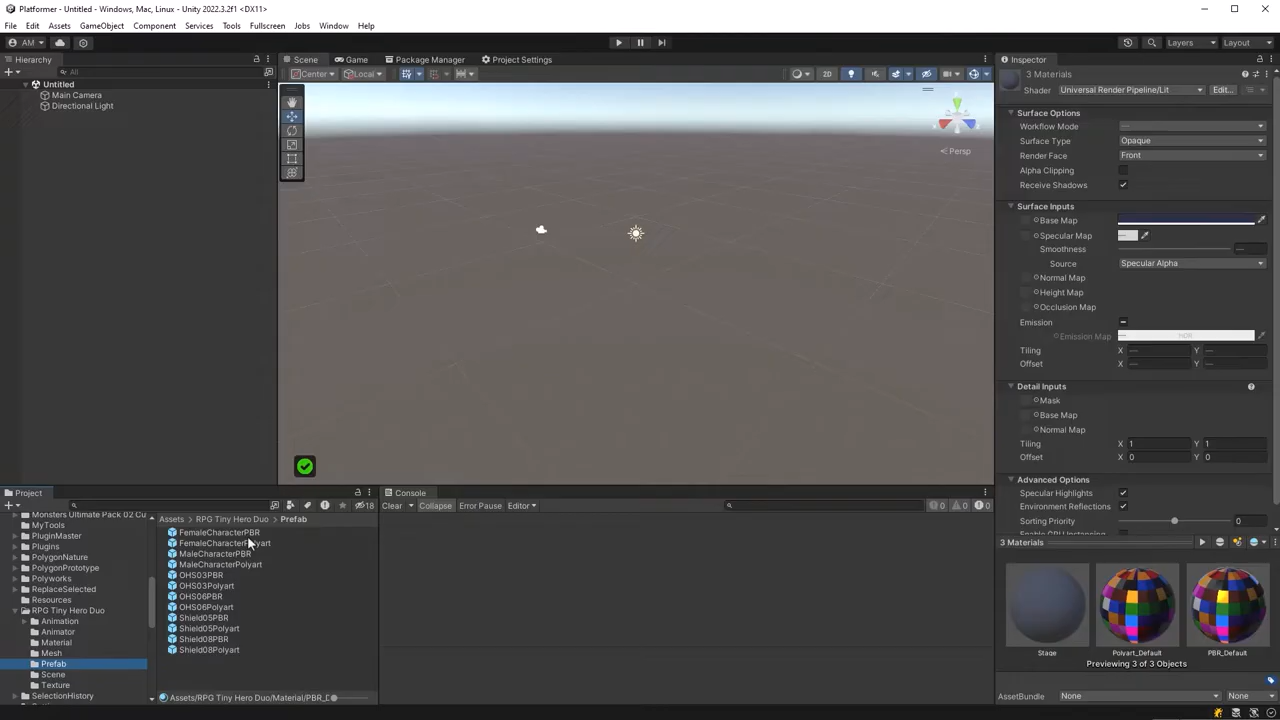 Platformer - Untitled - Windows, Mac, Linux - Unity 2022.3.2f1 <DX11>
File Edit Assets GameObject Component Services Tools Fullscreen Jobs Window Help
AM
Layers Layout
Hierarchy
All
Untitled
Main Camera
Directional Light
Scene Game Package Manager Project Settings
Center Local 2D
Persp
Inspector
3 Materials
Shader Universal Render Pipeline/Lit Edit...
Surface Options
Workflow Mode —
Surface Type Opaque
Render Face Front
Alpha Clipping
Receive Shadows
Surface Inputs
Base Map
Specular Map
Smoothness —
Source Specular Alpha
Normal Map
Height Map
Occlusion Map
Emission
Emission Map HDR
Tiling X — Y —
Offset X — Y —
Detail Inputs
Mask
Base Map
Normal Map
Tiling X 1 Y 1
Offset X 0 Y 0
Advanced Options
Specular Highlights
Environment Reflections
Sorting Priority 0
3 Materials
Stage Polyart_Default PBR_Default
Previewing 3 of 3 Objects
AssetBundle None None
Project
18
Monsters Ultimate Pack 02 Cu
MyTools
PluginMaster
Plugins
PolygonNature
PolygonPrototype
Polyworks
ReplaceSelected
Resources
RPG Tiny Hero Duo
Animation
Animator
Material
Mesh
Prefab
Scene
Texture
SelectionHistory
Assets > RPG Tiny Hero Duo > Prefab
FemaleCharacterPBR
FemaleCharacterPolyart
MaleCharacterPBR
MaleCharacterPolyart
OHS03PBR
OHS03Polyart
OHS06PBR
OHS06Polyart
Shield05PBR
Shield05Polyart
Shield08PBR
Shield08Polyart
Assets/RPG Tiny Hero Duo/Material/PBR_D
Console
Clear Collapse Error Pause Editor
0 0 0